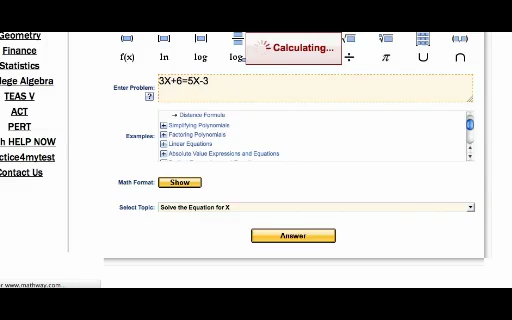 Geometry
Finance
Statistics
lege Algebra
TEAS V
ACT
PERT
h HELP NOW
ctice4mytest
Contact Us
Calculating...
f(x) ln log log ÷ π ∪ ∩
Enter Problem:
?
3X+6=5X-3
Examples:
→ Distance Formula
Simplifying Polynomials
Factoring Polynomials
Linear Equations
Absolute Value Expressions and Equations
Math Format:
Show
Select Topic:
Solve the Equation for X
Answer
www.mathway.com...